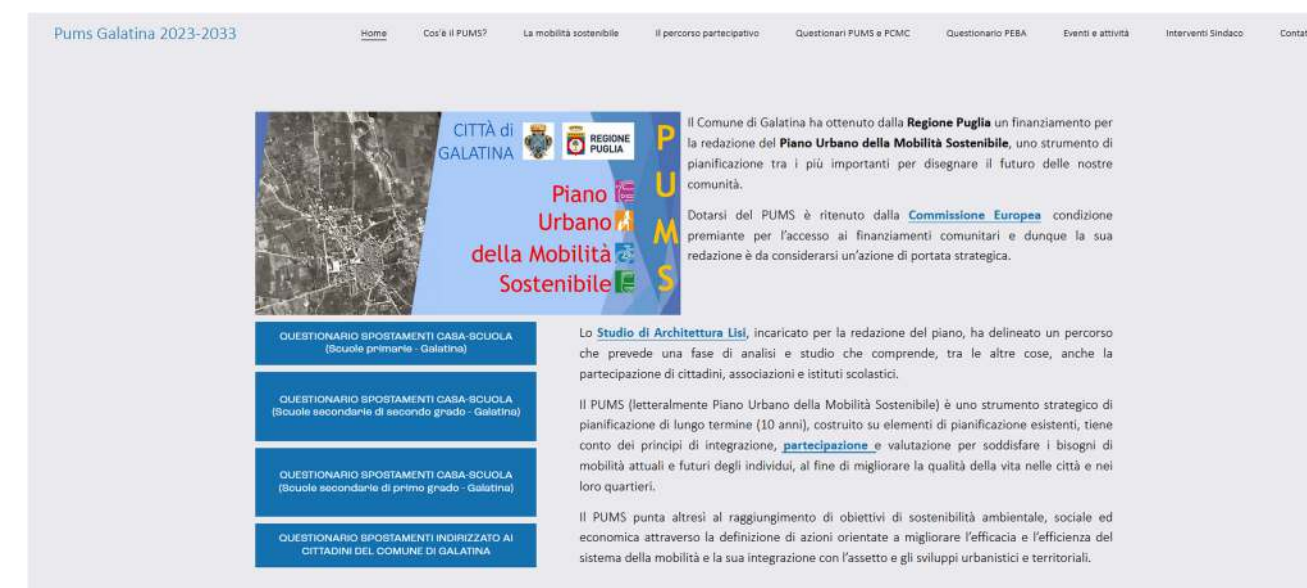 Pums Galatina 2023-2033
Home Cos'è il PUMS? La mobilità sostenibile Il percorso partecipativo Questionari PUMS e PCMC Questionario PEBA Eventi e attività Interventi Sindaco Contat
CITTÀ di
GALATINA
REGIONE
PUGLIA
Piano
Urbano
della Mobilità
Sostenibile
P
U
M
S
Il Comune di Galatina ha ottenuto dalla Regione Puglia un finanziamento per
la redazione del Piano Urbano della Mobilità Sostenibile, uno strumento di
pianificazione tra i più importanti per disegnare il futuro delle nostre
comunità.
Dotarsi del PUMS è ritenuto dalla Commissione Europea condizione
premiante per l'accesso ai finanziamenti comunitari e dunque la sua
redazione è da considerarsi un'azione di portata strategica.
QUESTIONARIO SPOSTAMENTI CASA-SCUOLA
(Scuole primarie - Galatina)
QUESTIONARIO SPOSTAMENTI CASA-SCUOLA
(Scuole secondarie di secondo grado - Galatina)
QUESTIONARIO SPOSTAMENTI CASA-SCUOLA
(Scuole secondarie di primo grado - Galatina)
QUESTIONARIO SPOSTAMENTI INDIRIZZATO AI
CITTADINI DEL COMUNE DI GALATINA
Lo Studio di Architettura Lisi, incaricato per la redazione del piano, ha delineato un percorso
che prevede una fase di analisi e studio che comprende, tra le altre cose, anche la
partecipazione di cittadini, associazioni e istituti scolastici.
Il PUMS (letteralmente Piano Urbano della Mobilità Sostenibile) è uno strumento strategico di
pianificazione di lungo termine (10 anni), costruito su elementi di pianificazione esistenti, tiene
conto dei principi di integrazione, partecipazione e valutazione per soddisfare i bisogni di
mobilità attuali e futuri degli individui, al fine di migliorare la qualità della vita nelle città e nei
loro quartieri.
Il PUMS punta altresì al raggiungimento di obiettivi di sostenibilità ambientale, sociale ed
economica attraverso la definizione di azioni orientate a migliorare l'efficacia e l'efficienza del
sistema della mobilità e la sua integrazione con l'assetto e gli sviluppi urbanistici e territoriali.